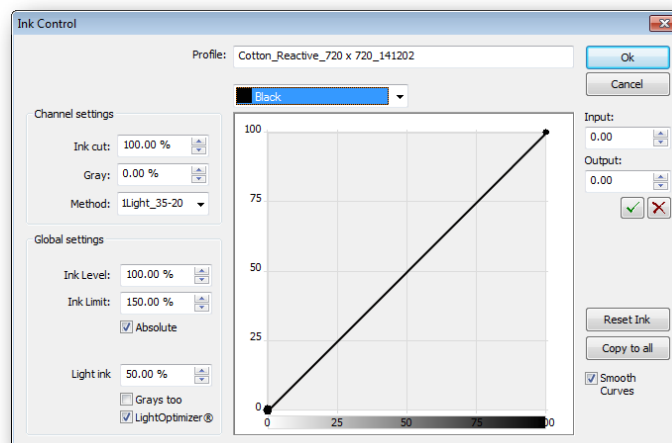 Ink Control
Profile: Cotton_Reactive_720 x 720_141202
Ok
Cancel
Black
Channel settings
Ink cut: 100.00 %
Gray: 0.00 %
Method: 1Light_35-20
Global settings
Ink Level: 100.00 %
Ink Limit: 150.00 %
Absolute
Light ink 50.00 %
Grays too
LightOptimizer®
100
75
50
25
0
0 25 50 75 00
Input:
0.00
Output:
0.00
Reset Ink
Copy to all
Smooth
Curves